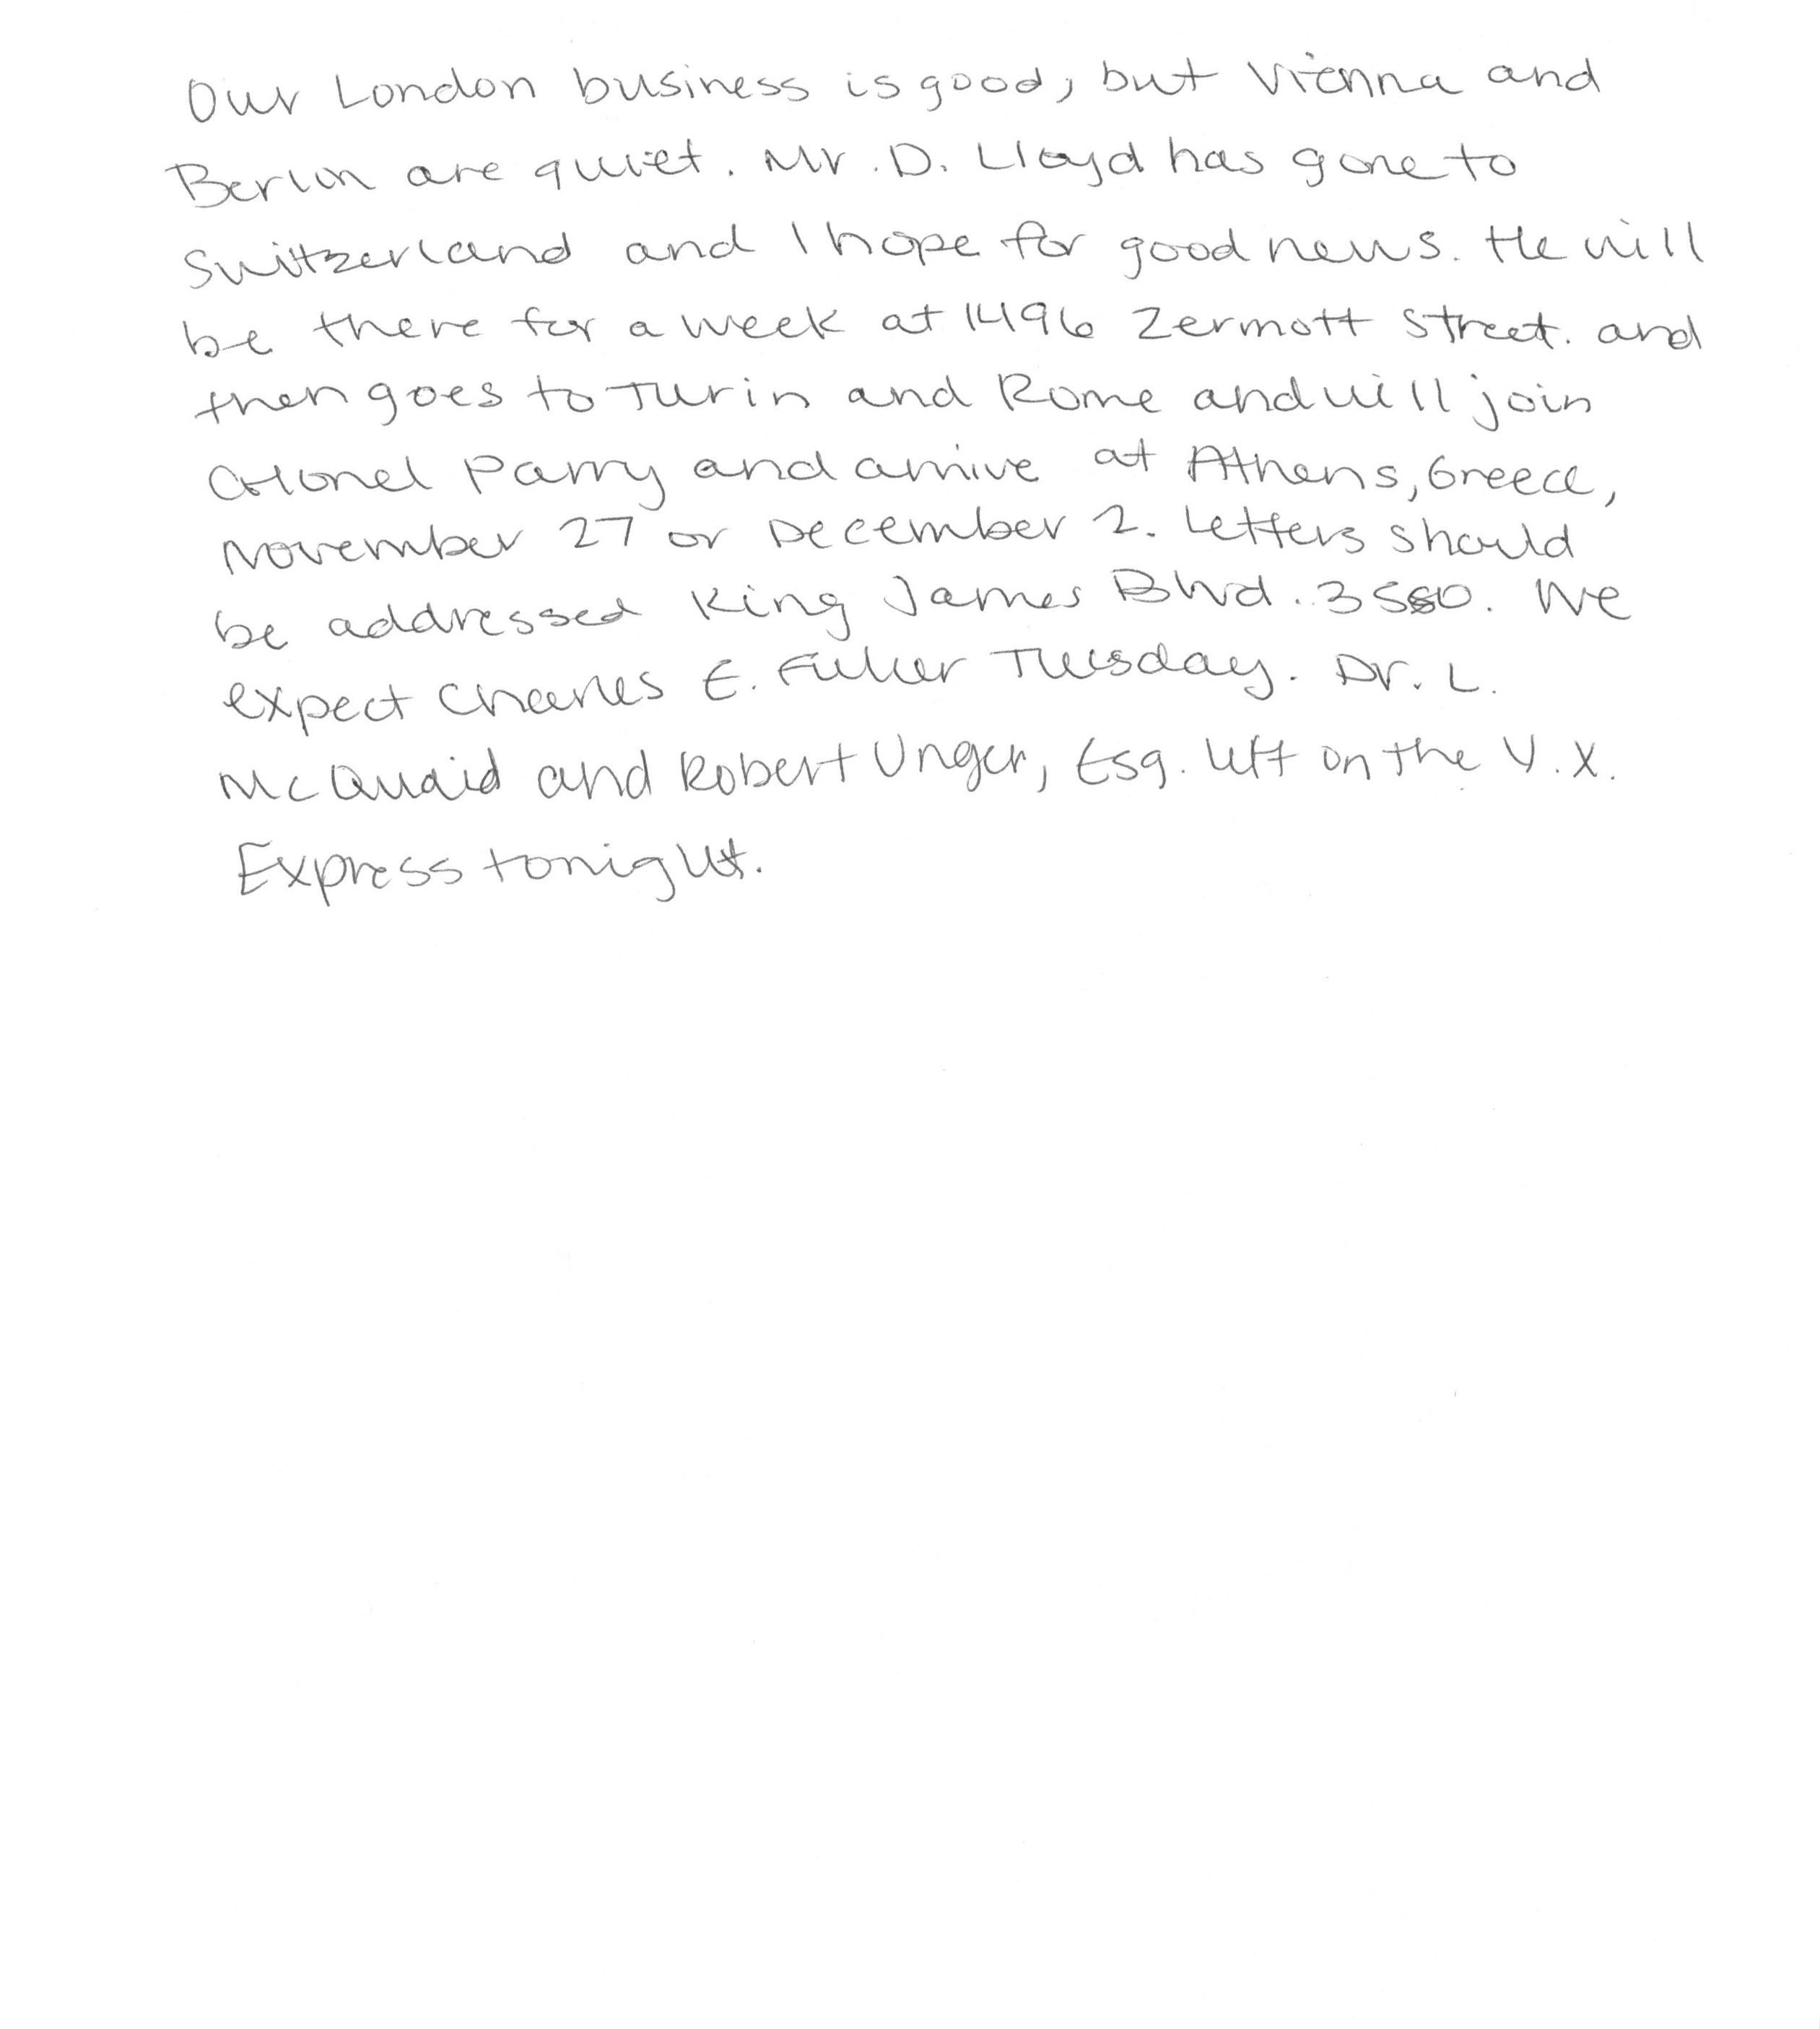 Our London business is good, but Vienna and
Berlin are quiet. Mr. D. Lloyd has gone to
Switzerland and I hope for good news. He will
be there for a week at 1496 Zermott Street. and
then goes to Turin and Rome and will join
Colonel Parry and arrive at Athens, Greece,
November 27 or December 2. Letters should
be addressed King James Blvd. 3580. We
expect Charles E. Fuller Tuesday. Dr. L.
McQuaid and Robert Unger, Esq. left on the Y.X.
Express tonight.